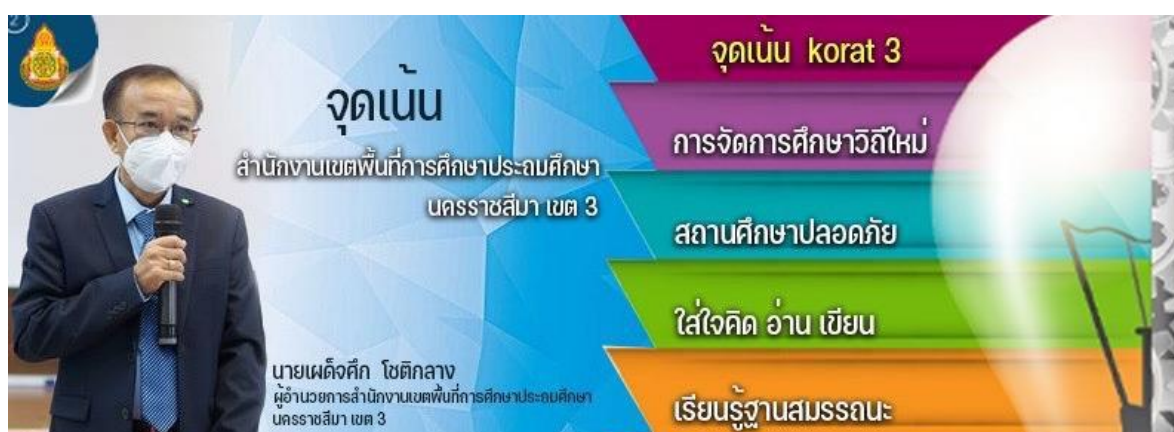 จุดเน้น
สำนักงานเขตพื้นที่การศึกษาประถมศึกษา
นครราชสีมา เขต 3
นายเผด็จศึก โชติกลาง
ผู้อำนวยการสำนักงานเขตพื้นที่การศึกษาประถมศึกษา
นครราชสีมา เขต 3
จุดเน้น korat 3
การจัดการศึกษาวิถีใหม่
สถานศึกษาปลอดภัย
ใส่ใจคิด อ่าน เขียน
เรียนรู้ฐานสมรรถนะ